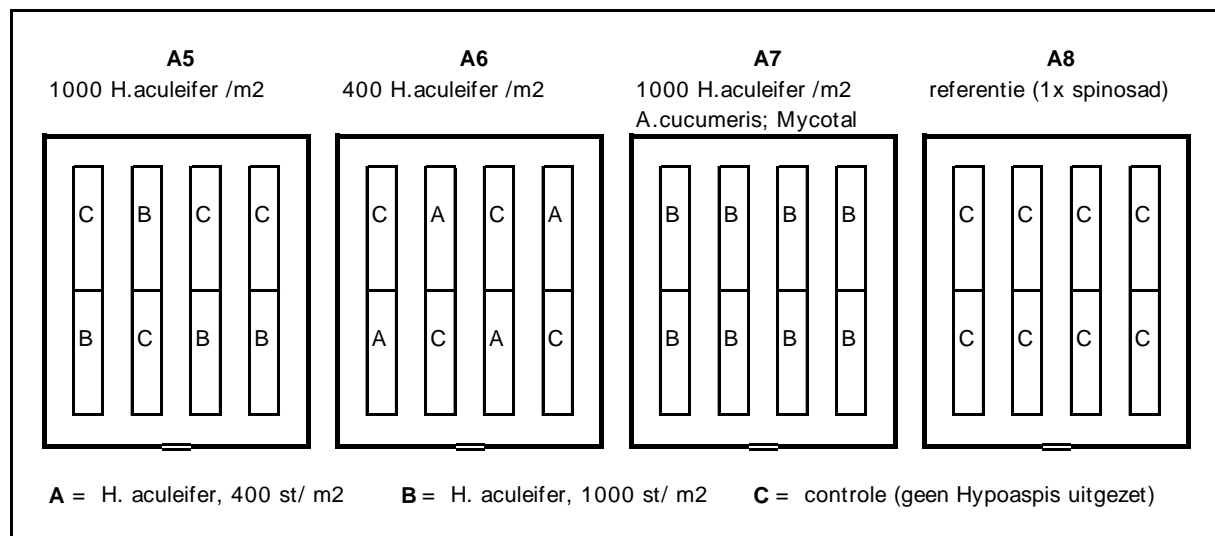 A5 A6 A7 A8
1000 H.aculeifer /m2 400 H.aculeifer /m2 1000 H.aculeifer /m2 referentie (1x spinosad)
A.cucumeris; Mycotal
C B C C C A C A B B B B C C C C
B C B B A C A C B B B B C C C C
A = H. aculeifer, 400 st/ m2 B = H. aculeifer, 1000 st/ m2 C = controle (geen Hypoaspis uitgezet)